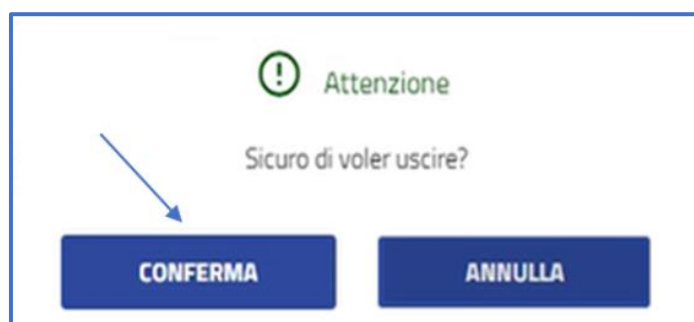 Attenzione
Sicuro di voler uscire?
CONFERMA
ANNULLA